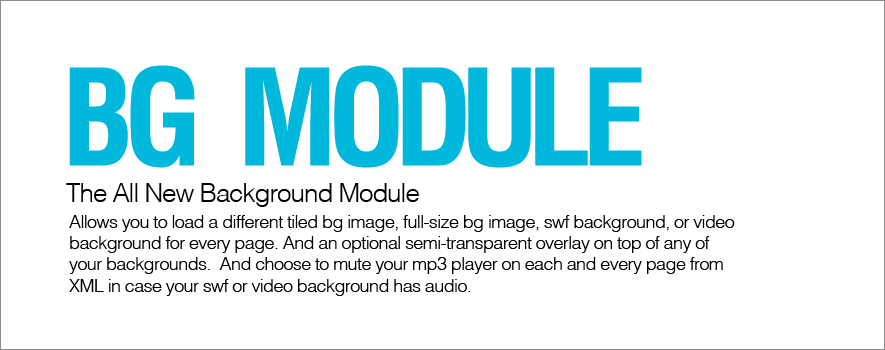 BG MODULE
The All New Background Module
Allows you to load a different tiled bg image, full-size bg image, swf background, or video
background for every page. And an optional semi-transparent overlay on top of any of
your backgrounds.  And choose to mute your mp3 player on each and every page from
XML in case your swf or video background has audio.